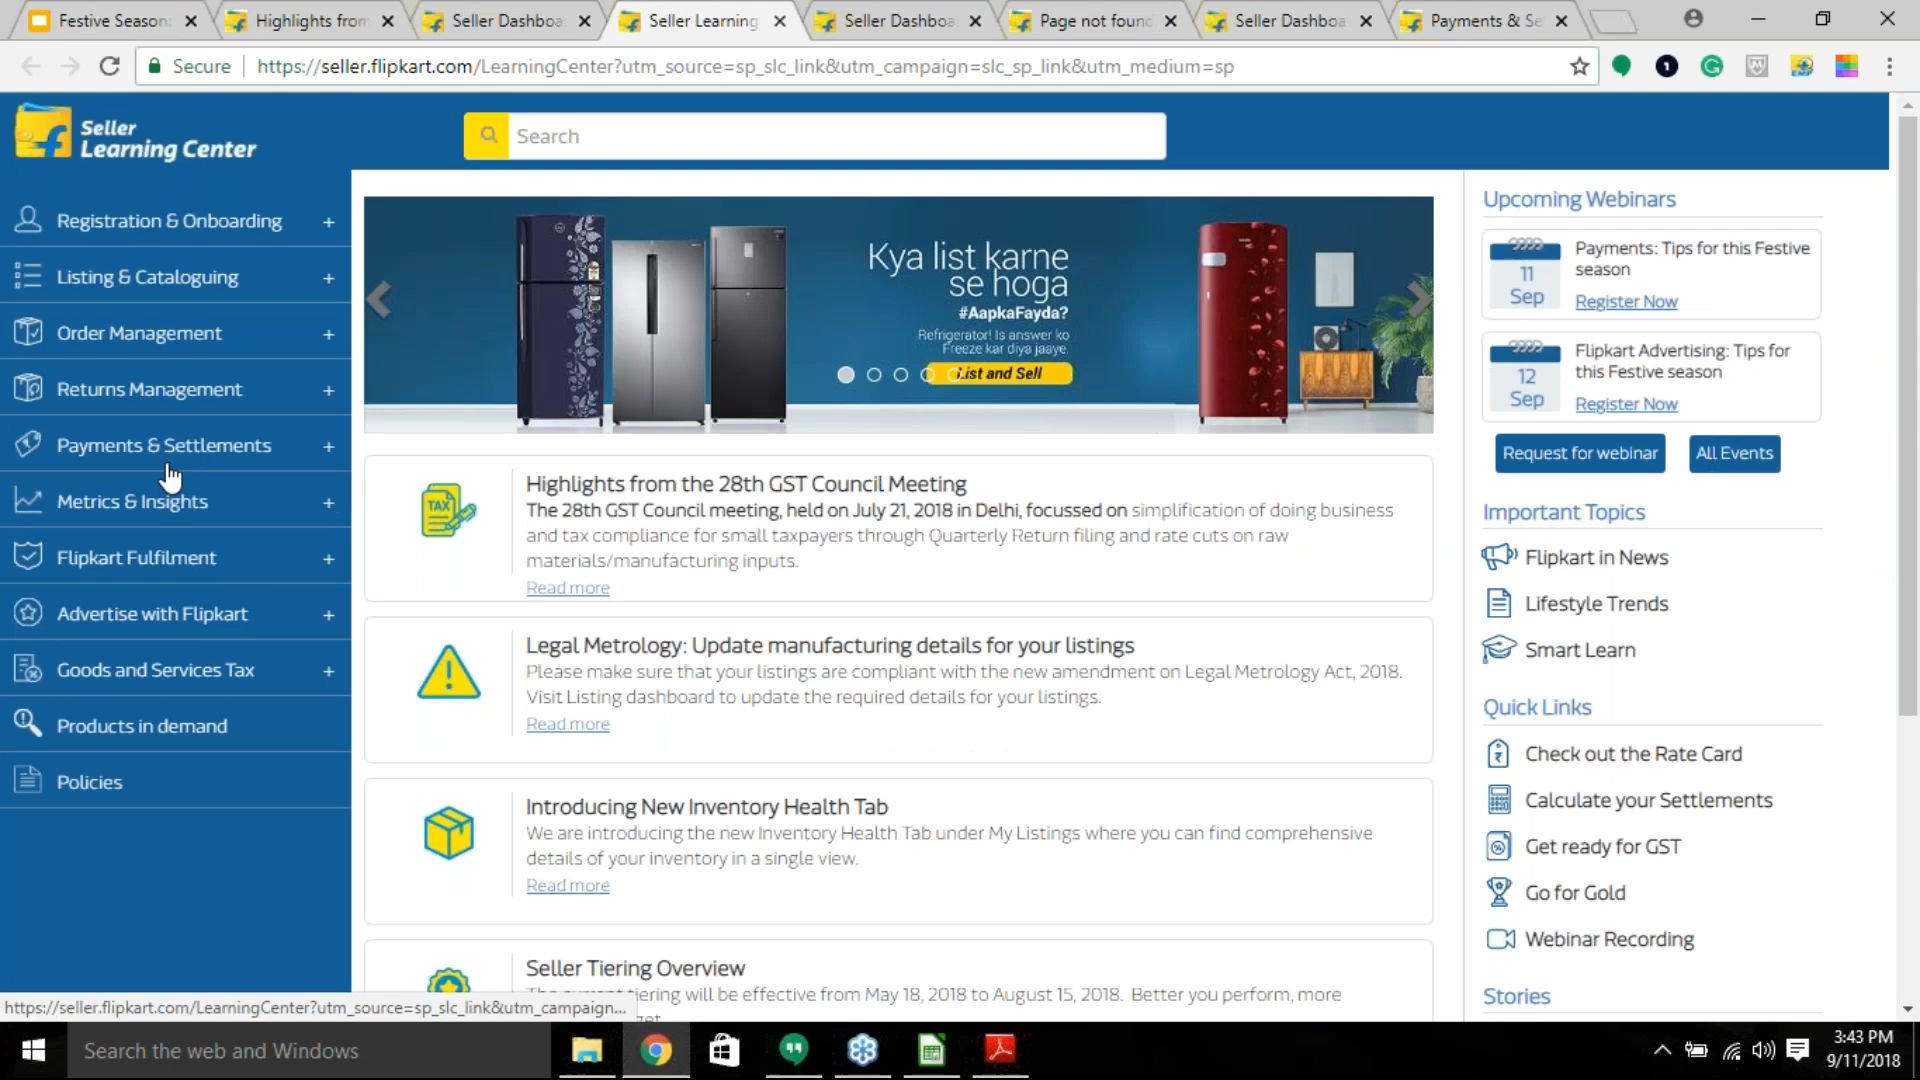 Festive Season
Highlights from
Seller Dashboa
Seller Learning
Seller Dashboa
Page not found
Seller Dashboa
Payments & Se
Secure
https://seller.flipkart.com/LearningCenter?utm_source=sp_slc_link&utm_campaign=slc_sp_link&utm_medium=sp
Seller
Learning Center
Search
Registration & Onboarding +
Listing & Cataloguing +
Order Management +
Returns Management +
Payments & Settlements +
Metrics & Insights +
Flipkart Fulfilment +
Advertise with Flipkart +
Goods and Services Tax +
Products in demand
Policies
Kya list karne
se hoga
#AapkaFayda?
Refrigerator! Is answer ko
Freeze kar diya jaaye.
List and Sell
TAX
Highlights from the 28th GST Council Meeting
The 28th GST Council meeting, held on July 21, 2018 in Delhi, focussed on simplification of doing business
and tax compliance for small taxpayers through Quarterly Return filing and rate cuts on raw
materials/manufacturing inputs.
Read more
Legal Metrology: Update manufacturing details for your listings
Please make sure that your listings are compliant with the new amendment on Legal Metrology Act, 2018.
Visit Listing dashboard to update the required details for your listings.
Read more
Introducing New Inventory Health Tab
We are introducing the new Inventory Health Tab under My Listings where you can find comprehensive
details of your inventory in a single view.
Read more
Seller Tiering Overview
tiering will be effective from May 18, 2018 to August 15, 2018. Better you perform, more
Upcoming Webinars
11
Sep
Payments: Tips for this Festive
season
Register Now
12
Sep
Flipkart Advertising: Tips for
this Festive season
Register Now
Request for webinar
All Events
Important Topics
Flipkart in News
Lifestyle Trends
Smart Learn
Quick Links
Check out the Rate Card
Calculate your Settlements
Get ready for GST
Go for Gold
Webinar Recording
Stories
https://seller.flipkart.com/LearningCenter?utm_source=sp_slc_link&utm_campaign...
Search the web and Windows
3:43 PM
9/11/2018